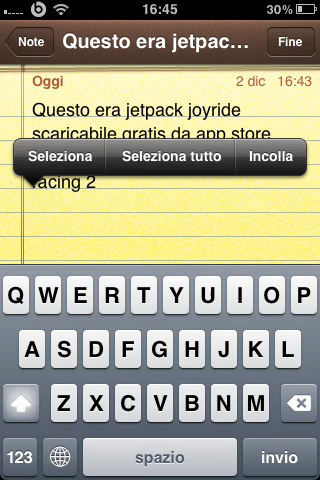 16:45
30%
Note
Questo era jetpac...
Fine
Oggi
2 dic 16:43
Questo era jetpack joyride
scaricabile gratis da app store
Seleziona
Seleziona tutto
Incolla
racing 2
Q W E R T Y U I O P
A S D F G H J K L
Z X C V B N M
123
spazio
invio